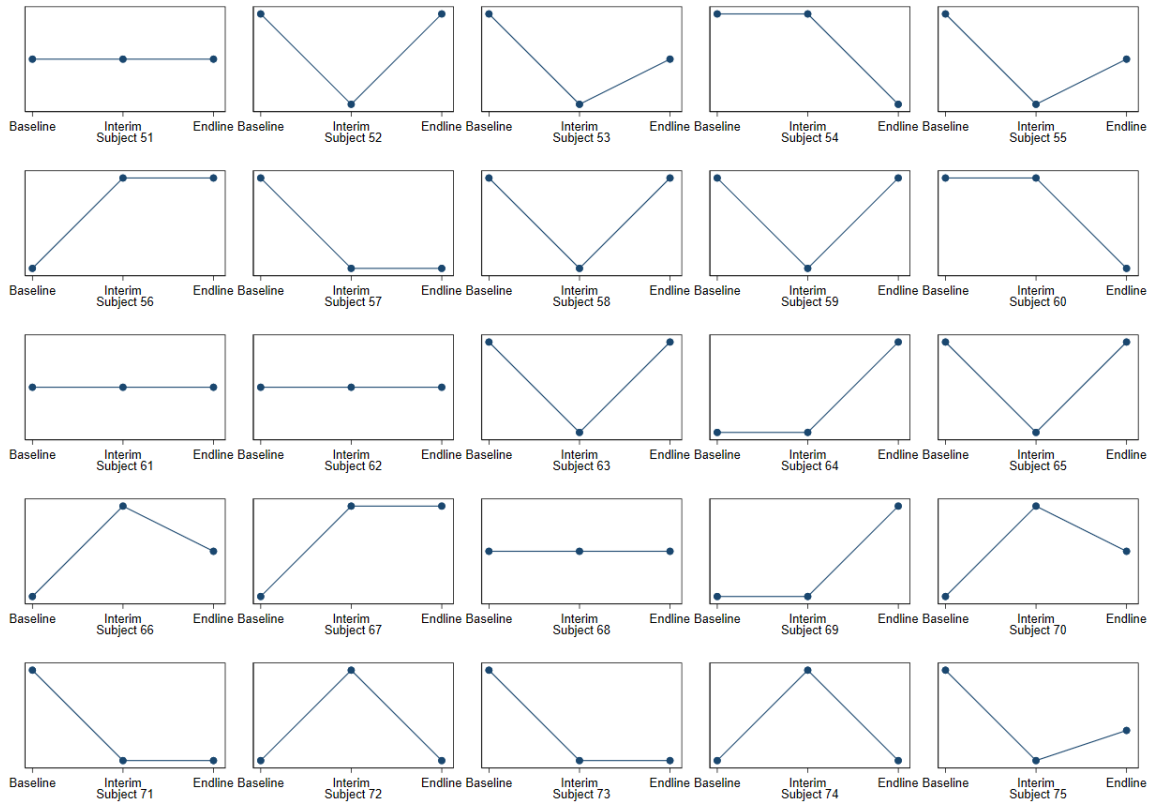 Baseline Interim Endline Baseline Interim Endline Baseline Interim Endline Baseline Interim Endline Baseline Interim Endline
Subject 51 Subject 52 Subject 53 Subject 54 Subject 55
Baseline Interim Endline Baseline Interim Endline Baseline Interim Endline Baseline Interim Endline Baseline Interim Endline
Subject 56 Subject 57 Subject 58 Subject 59 Subject 60
Baseline Interim Endline Baseline Interim Endline Baseline Interim Endline Baseline Interim Endline Baseline Interim Endline
Subject 61 Subject 62 Subject 63 Subject 64 Subject 65
Baseline Interim Endline Baseline Interim Endline Baseline Interim Endline Baseline Interim Endline Baseline Interim Endline
Subject 66 Subject 67 Subject 68 Subject 69 Subject 70
Baseline Interim Endline Baseline Interim Endline Baseline Interim Endline Baseline Interim Endline Baseline Interim Endline
Subject 71 Subject 72 Subject 73 Subject 74 Subject 75